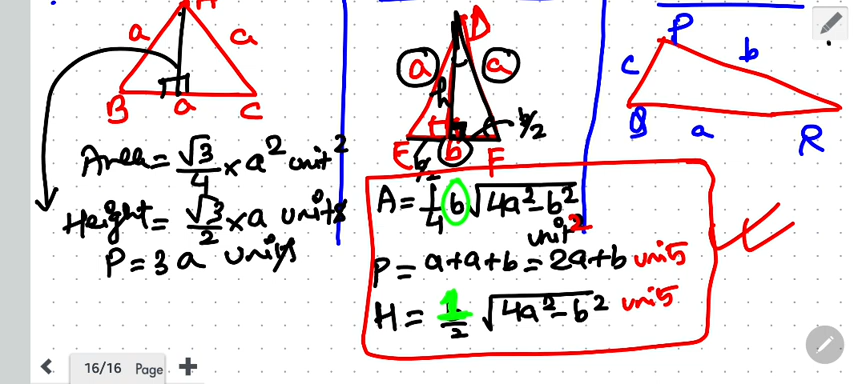 A
a
a
B
a
C
Area = √3/4 × a² unit²
Height = √3/2 × a units
P = 3 a units
D
a
a
h
b/2
E
b/2
b
F
A = 1/4 b √4a²-b² unit²
P = a+a+b = 2a+b units
H = 1/2 √4a²-b² units
P
c
b
Q
a
R
16/16 Page